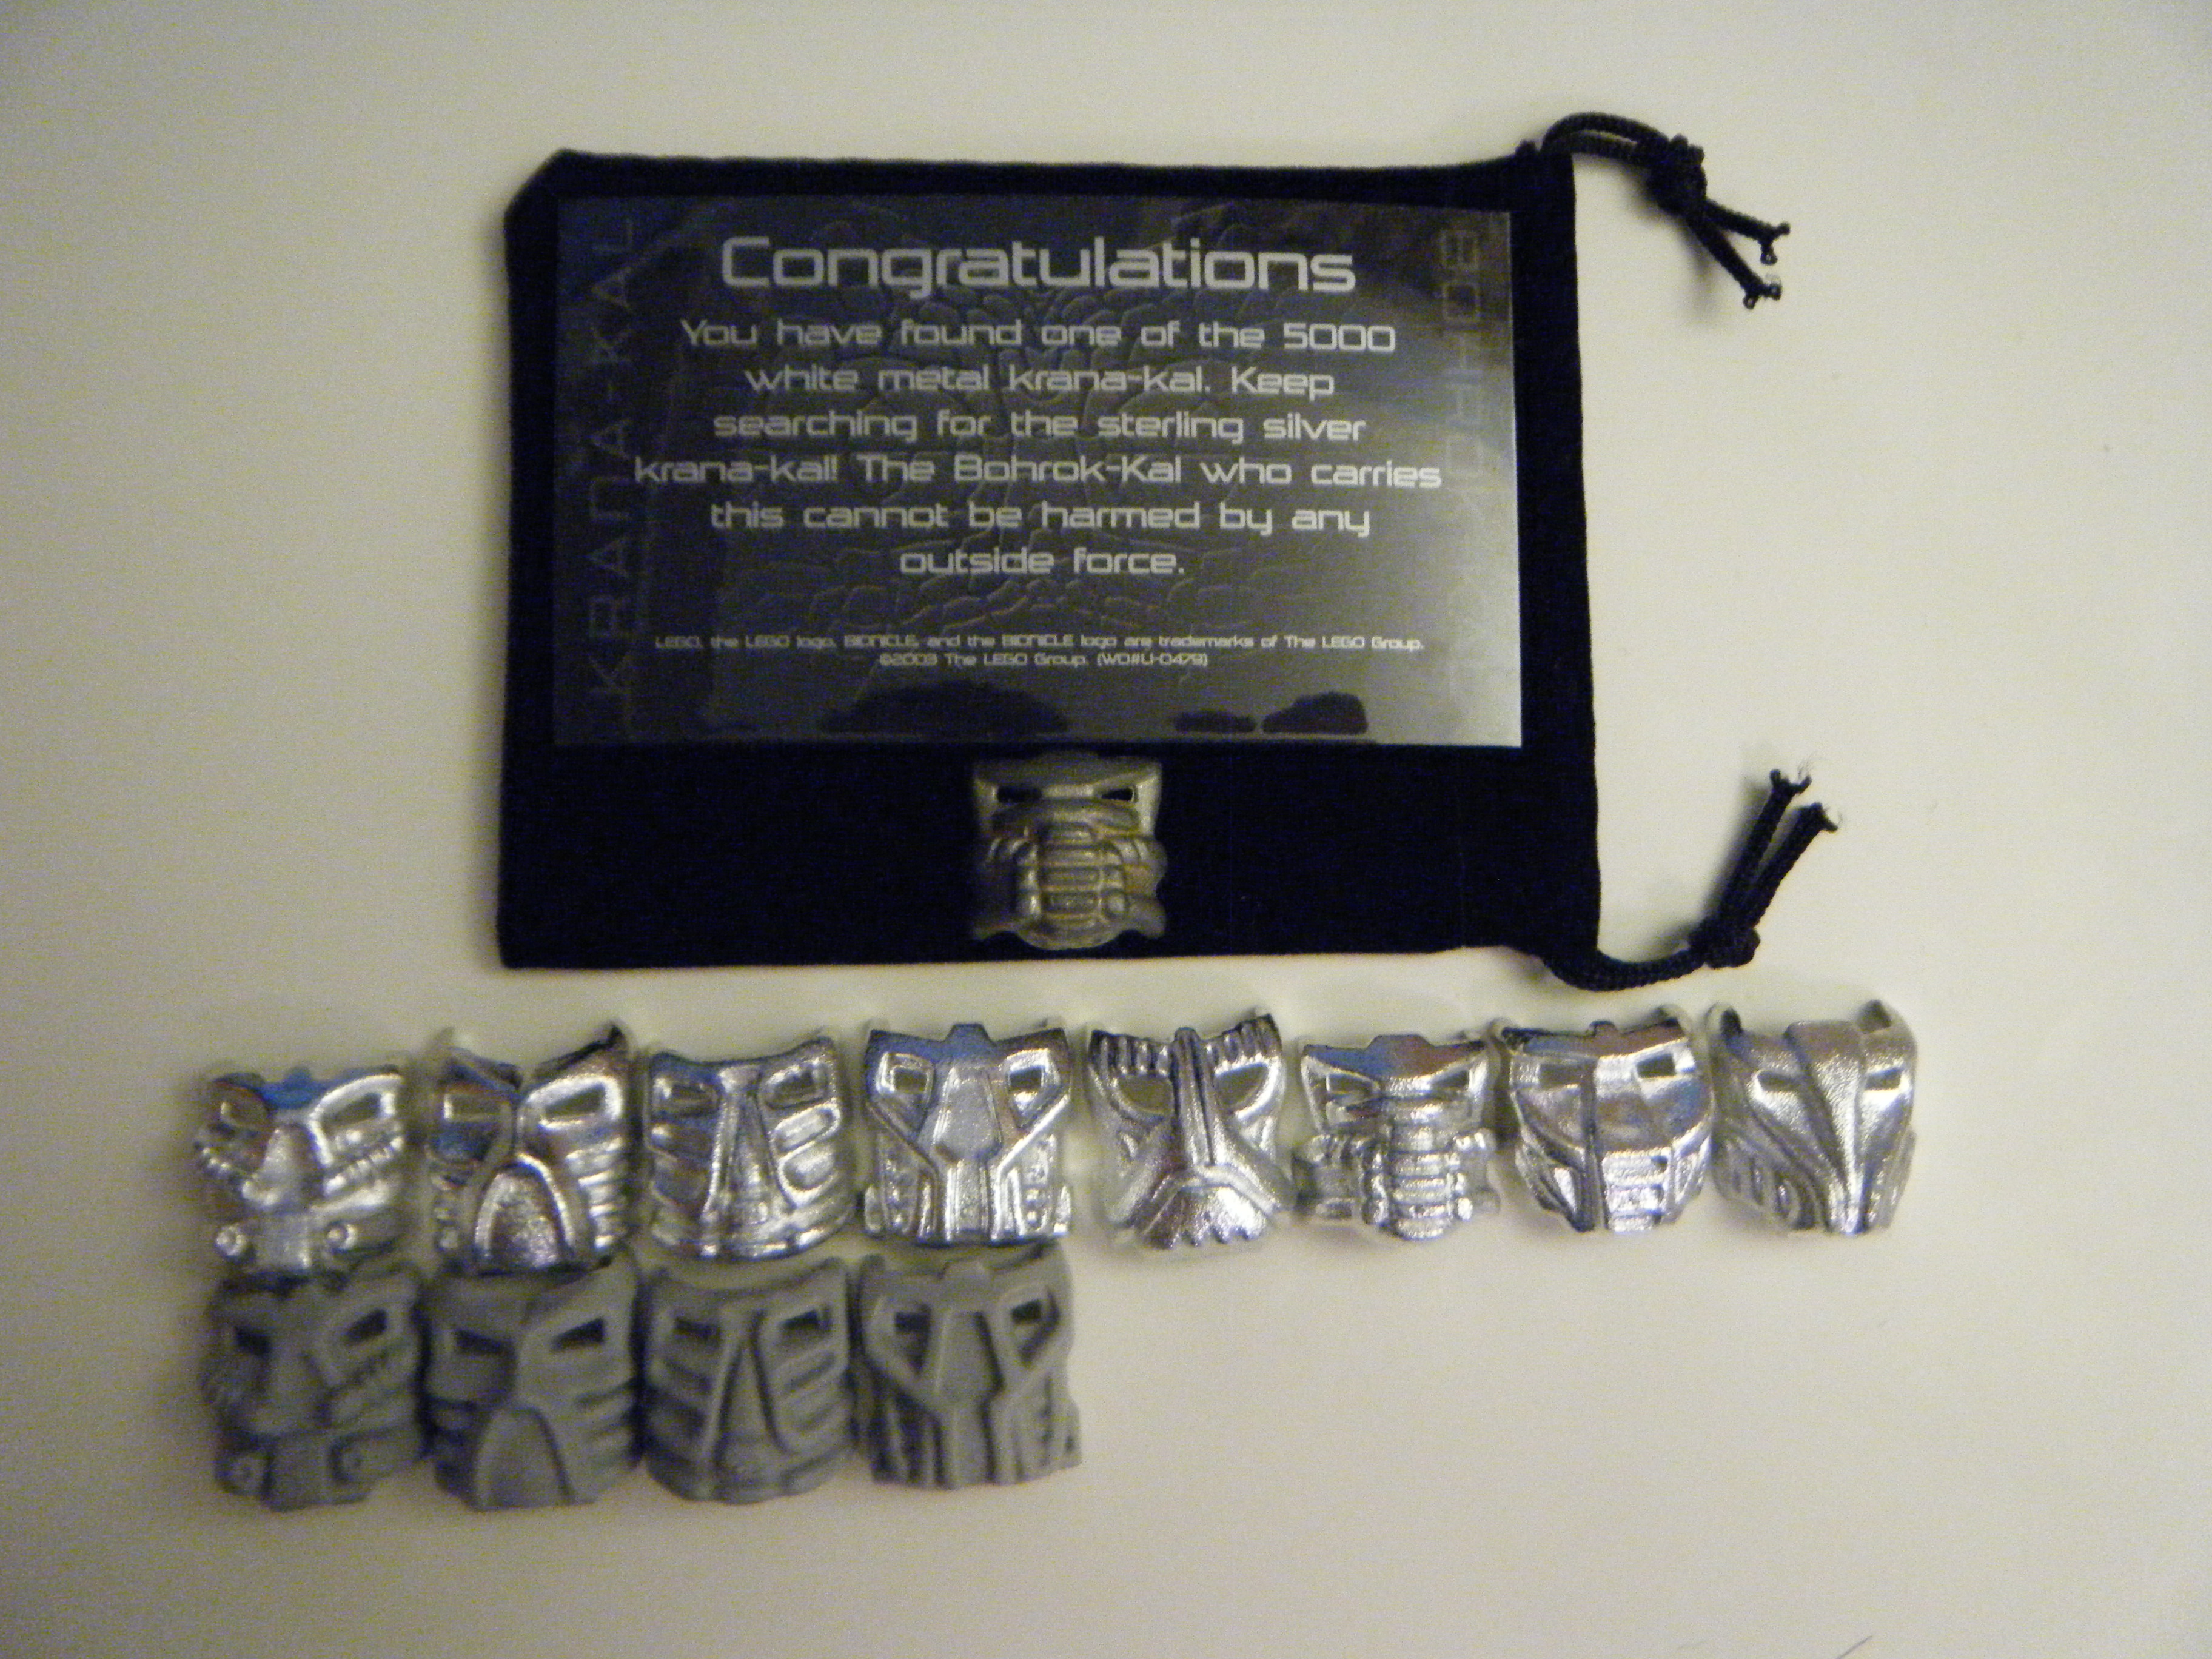 Congratulations
You have found one of the 5000
white metal krana-kal. Keep
searching for the sterling silver
krana-kal! The Bohrok-Kal who carries
this cannot be harmed by any
outside force.
LEGO, the LEGO logo, BIONICLE, and the BIONICLE logo are trademarks of The LEGO Group.
©2003 The LEGO Group. (WO#LI-0479)
KRANA-KAL
BOHROK-KAL